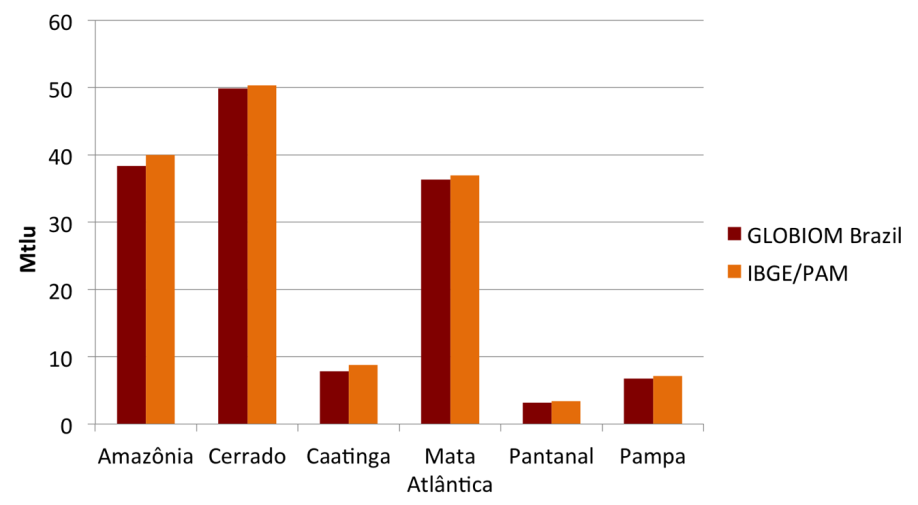 60
50
40
30
20
10
0
Mtlu
Amazônia Cerrado Caatinga Mata Pantanal Pampa
Atlântica
GLOBIOM Brazil
IBGE/PAM